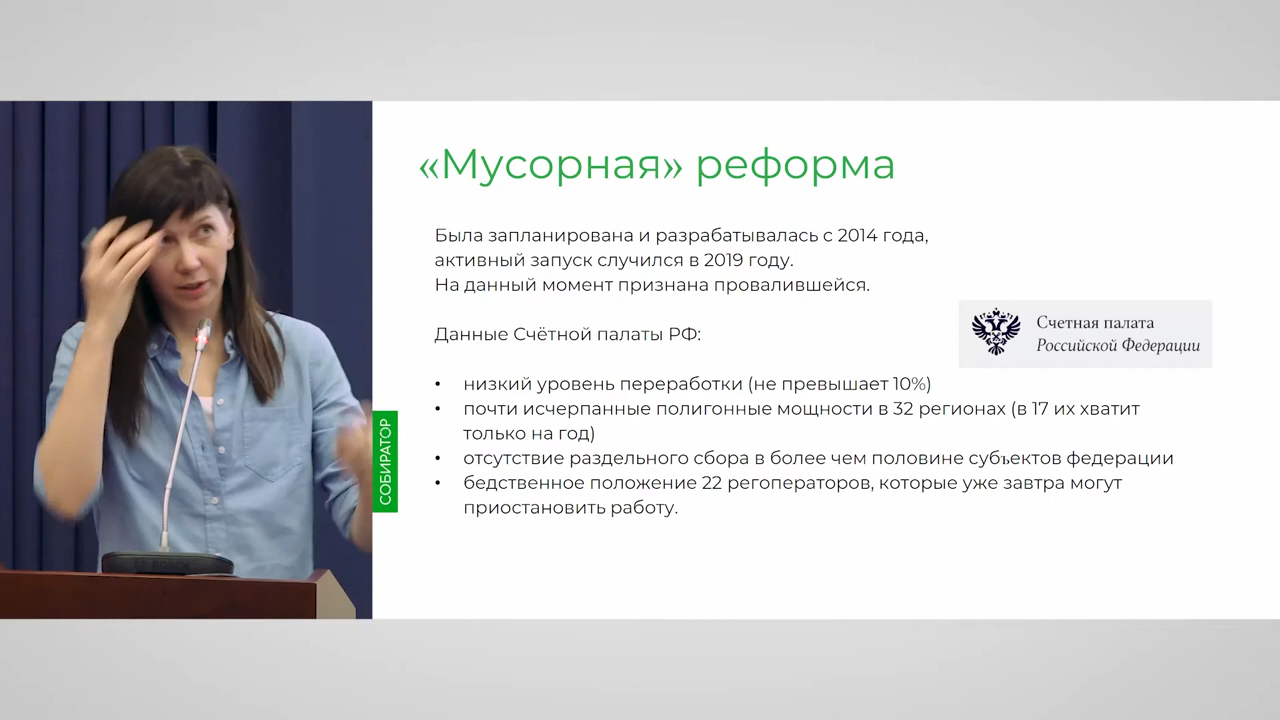 «Мусорная» реформа
Была запланирована и разрабатывалась с 2014 года,
активный запуск случился в 2019 году.
На данный момент признана провалившейся.
Данные Счётной палаты РФ:
Счетная палата
Российской Федерации
• низкий уровень переработки (не превышает 10%)
• почти исчерпанные полигонные мощности в 32 регионах (в 17 их хватит
только на год)
• отсутствие раздельного сбора в более чем половине субъектов федерации
• бедственное положение 22 регоператоров, которые уже завтра могут
приостановить работу.
СОБИРАТОР